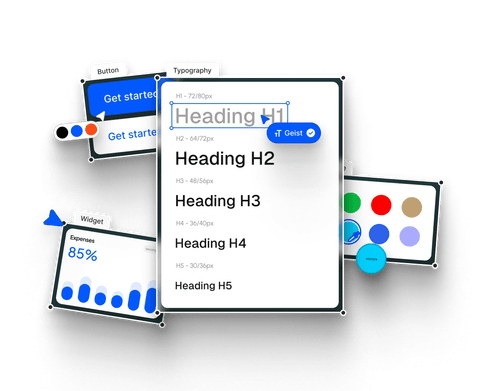 Button
Typography
Get started
Get starte
H1 - 72/80px
Heading H1
Geist
H2 - 64/72px
Heading H2
H3 - 48/56px
Heading H3
H4 - 36/40px
Heading H4
H5 - 30/36px
Heading H5
Widget
Expenses
85%